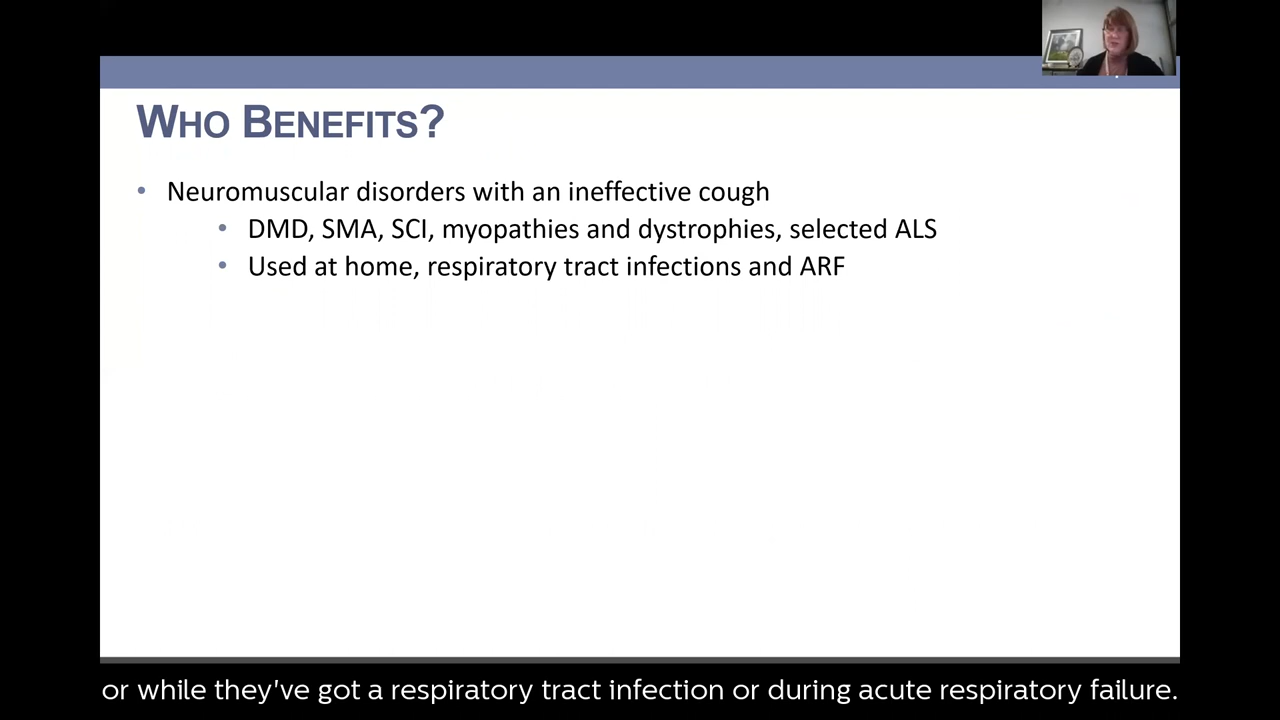 WHO BENEFITS?
• Neuromuscular disorders with an ineffective cough
• DMD, SMA, SCI, myopathies and dystrophies, selected ALS
• Used at home, respiratory tract infections and ARF
or while they've got a respiratory tract infection or during acute respiratory failure.